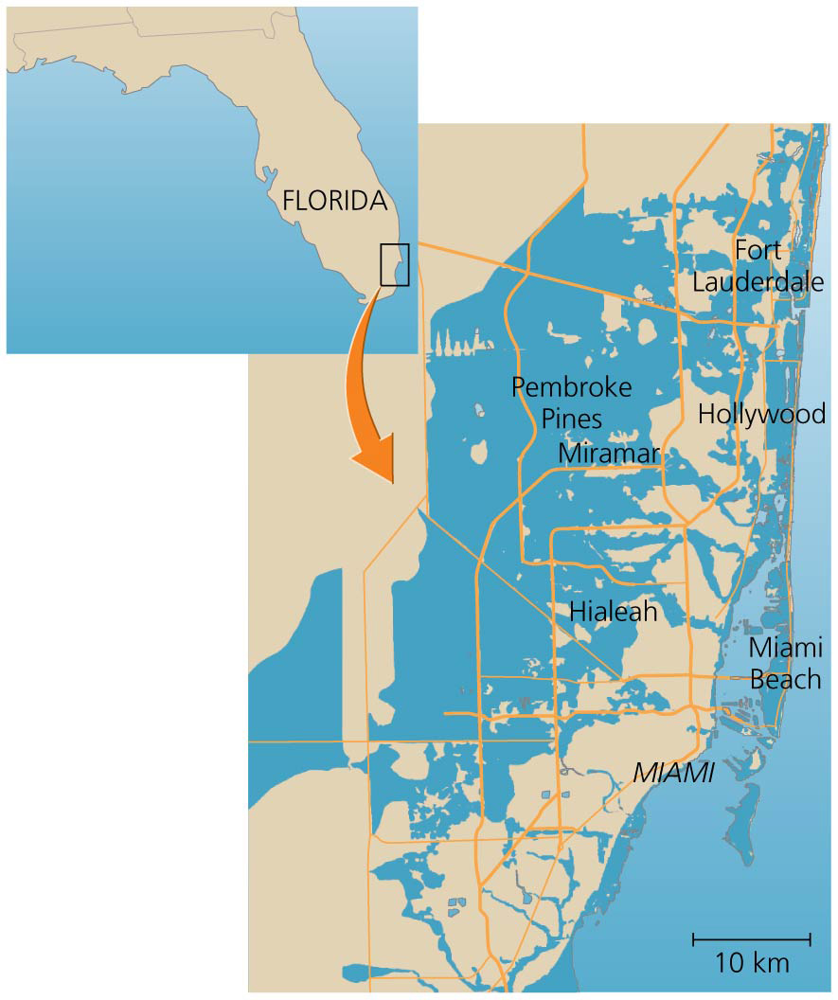 FLORIDA
Fort
Lauderdale
Pembroke
Pines
Hollywood
Miramar
Hialeah
Miami
Beach
MIAMI
10 km